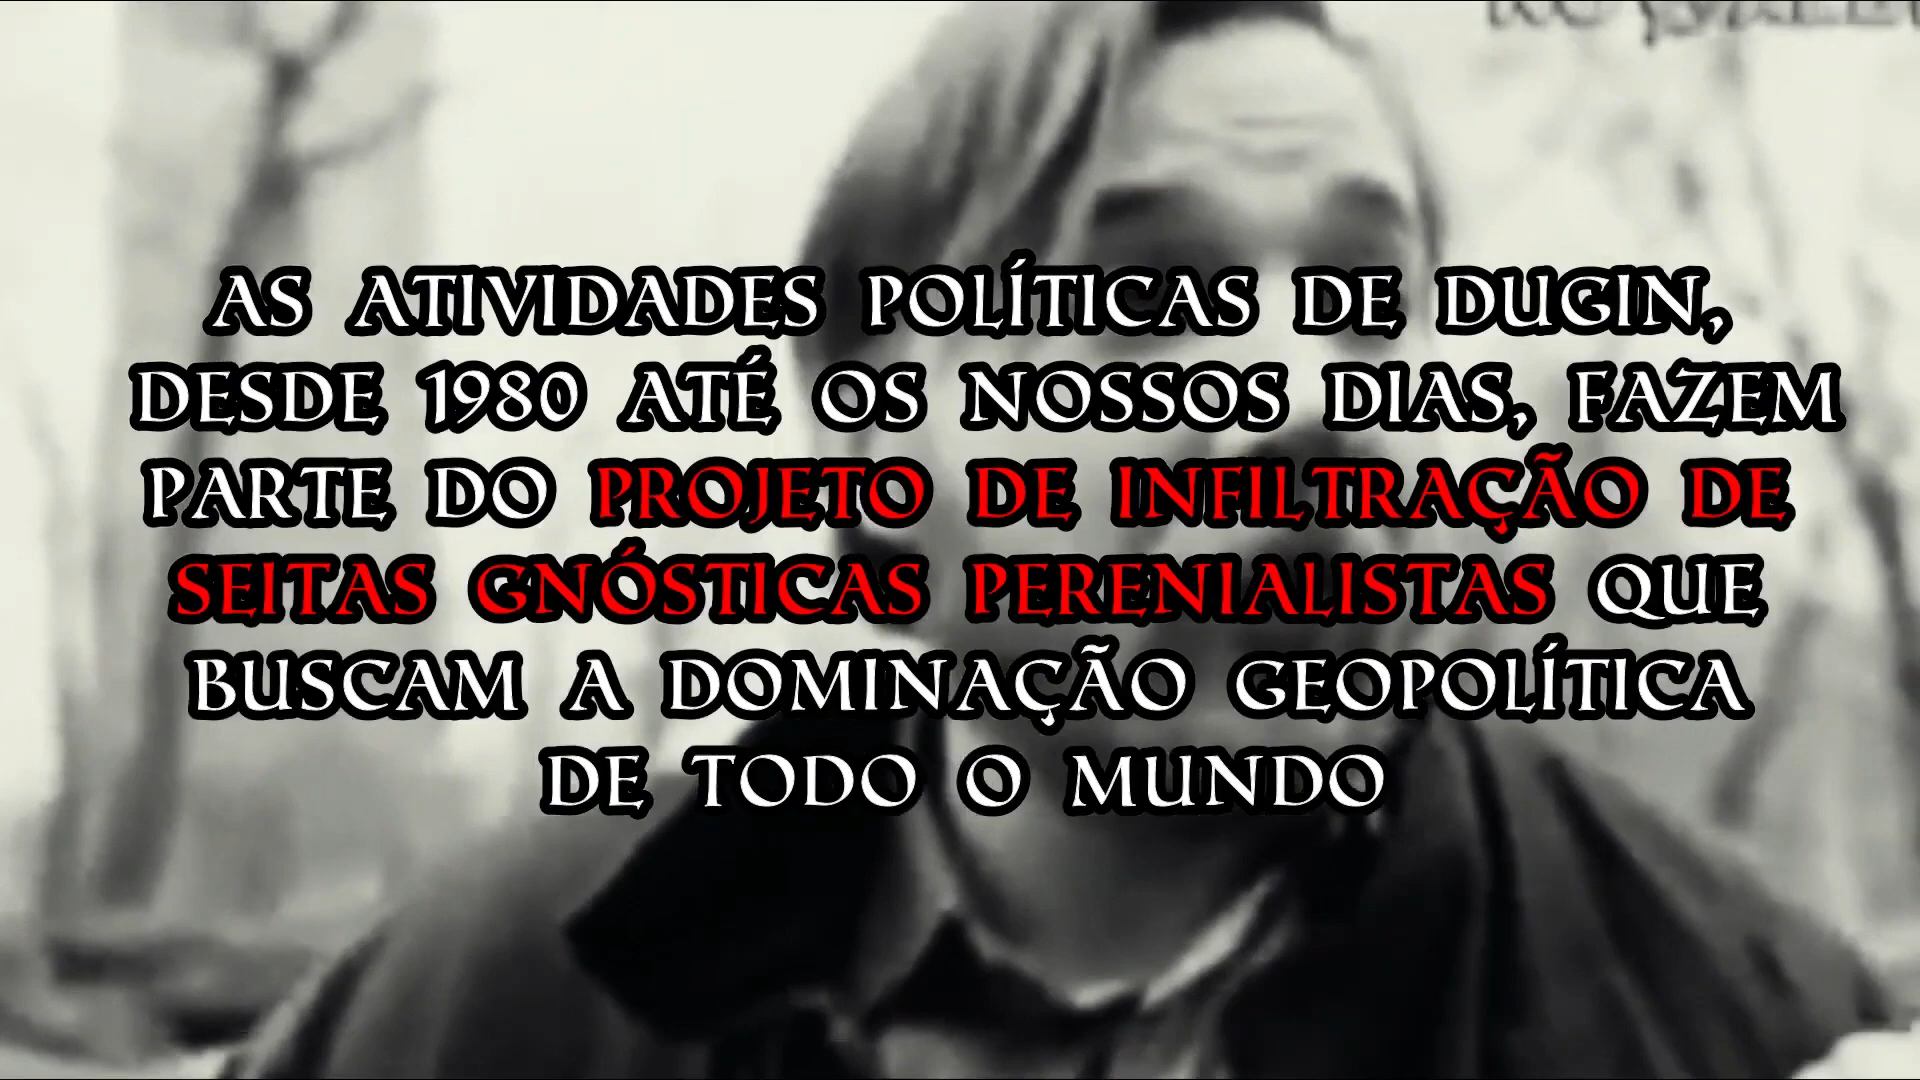 AS ATIVIDADES POLÍTICAS DE DUGIN,
DESDE 1980 ATÉ OS NOSSOS DIAS, FAZEM
PARTE DO PROJETO DE INFILTRAÇÃO DE
SEITAS GNÓSTICAS PERENIALISTAS QUE
BUSCAM A DOMINAÇÃO GEOPOLÍTICA
DE TODO O MUNDO